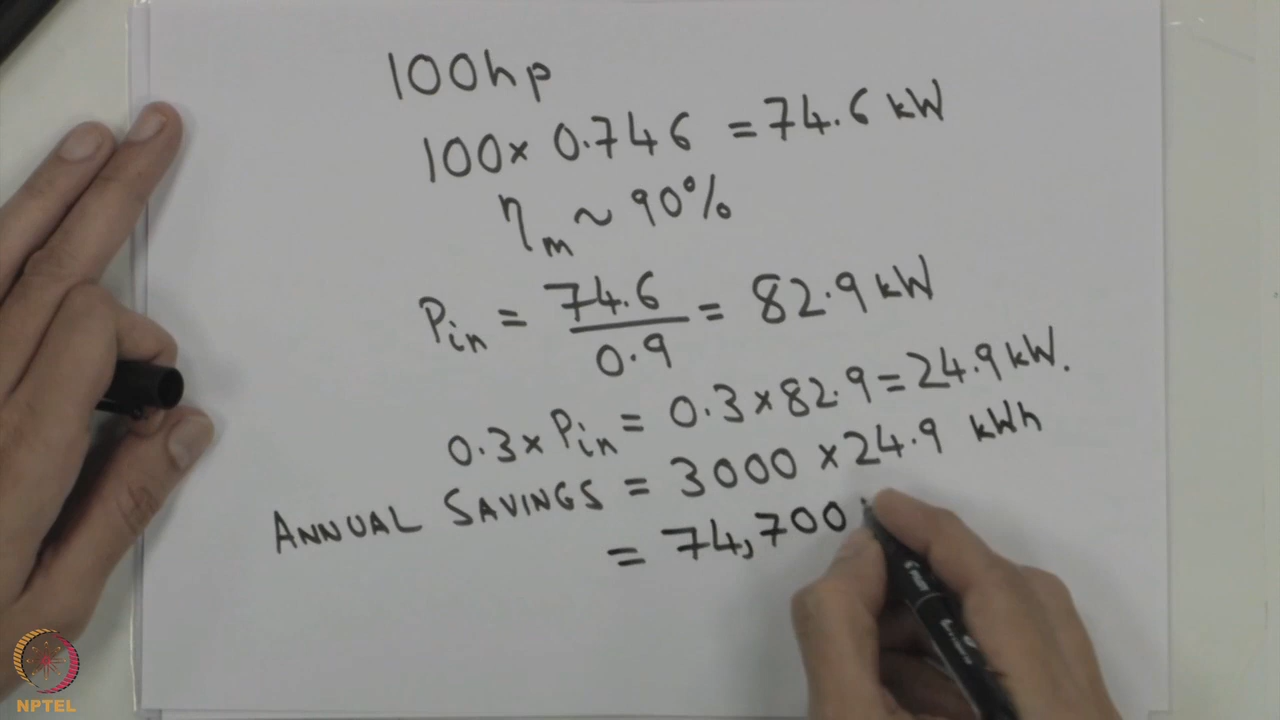 100hp
100 × 0.746 = 74.6 kW
ηm ~ 90%
Pin = 74.6 / 0.9 = 82.9 kW
0.3 × Pin = 0.3 × 82.9 = 24.9 kW.
ANNUAL SAVINGS = 3000 × 24.9 kWh
= 74,700
NPTEL